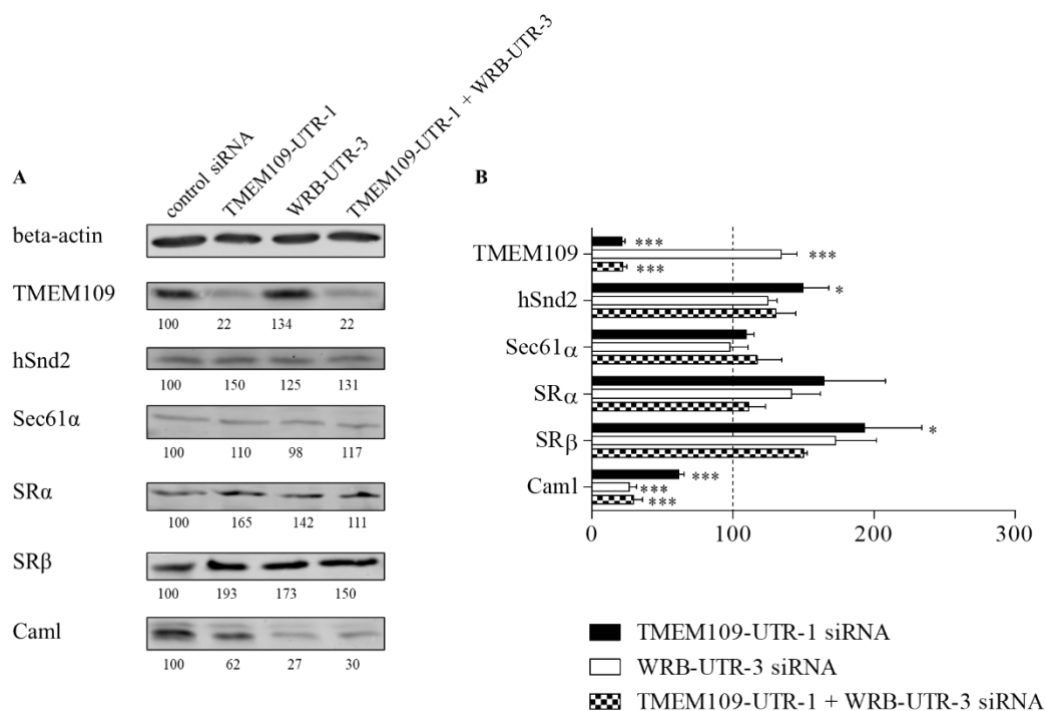 A
control siRNA
TMEM109-UTR-1
WRB-UTR-3
TMEM109-UTR-1 + WRB-UTR-3
beta-actin
TMEM109
100 22 134 22
hSnd2
100 150 125 131
Sec61α
100 110 98 117
SRα
100 165 142 111
SRβ
100 193 173 150
Caml
100 62 27 30
B
TMEM109
***
***
***
hSnd2
*
Sec61α
SRα
SRβ
*
Caml
***
***
***
0 100 200 300
TMEM109-UTR-1 siRNA
WRB-UTR-3 siRNA
TMEM109-UTR-1 + WRB-UTR-3 siRNA